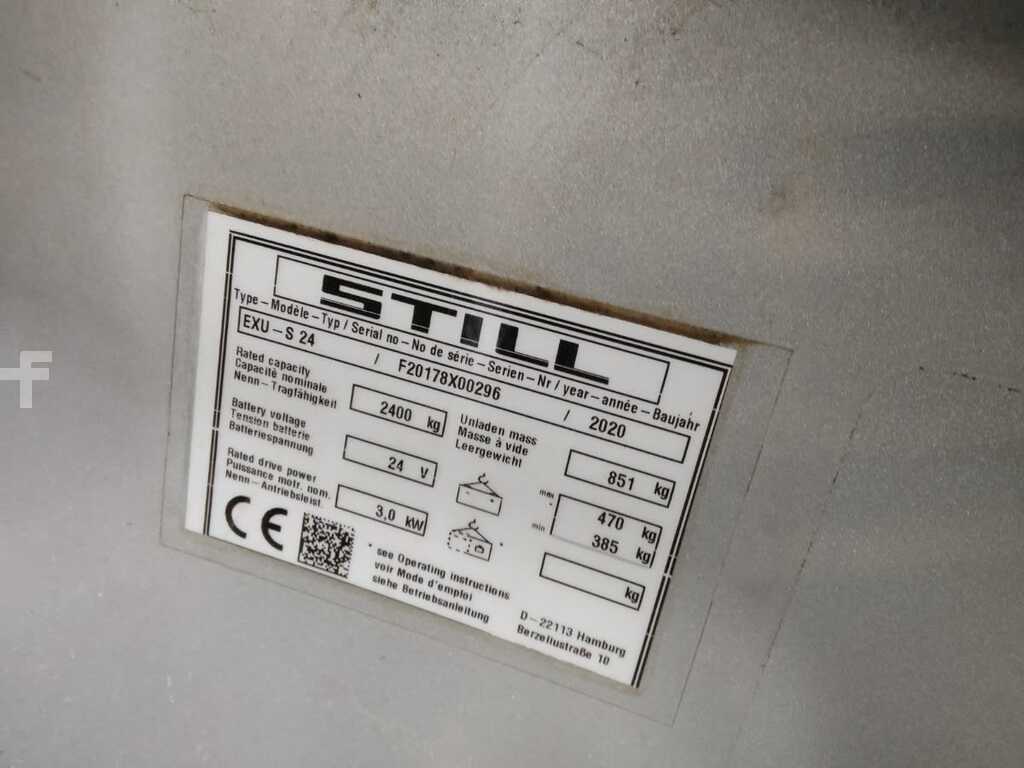 STILL
Type – Modèle – Typ / Serial no – No de série – Serien – Nr / year – année – Baujahr
EXU – S 24 / F20178X00296 / 2020
Rated capacity
Capacité nominale
Nenn – Tragfähigkeit
2400 kg
Unladen mass
Masse à vide
Leergewicht
851 kg
Battery voltage
Tension batterie
Batteriespannung
24 V
max
470 kg
min
385 kg
Rated drive power
Puissance motr. nom.
Nenn – Antriebsleist.
3,0 kW
kg
CE
* see Operating instructions
voir Mode d'emploi
siehe Betriebsanleitung
D – 22113 Hamburg
Berzeliustraße 10
f